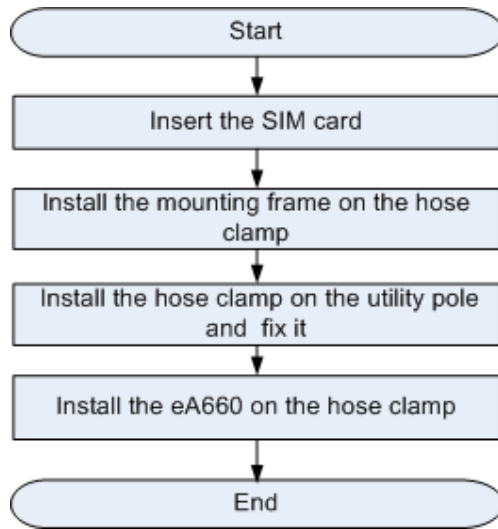 Start
Insert the SIM card
Install the mounting frame on the hose
clamp
Install the hose clamp on the utility pole
and fix it
Install the eA660 on the hose clamp
End